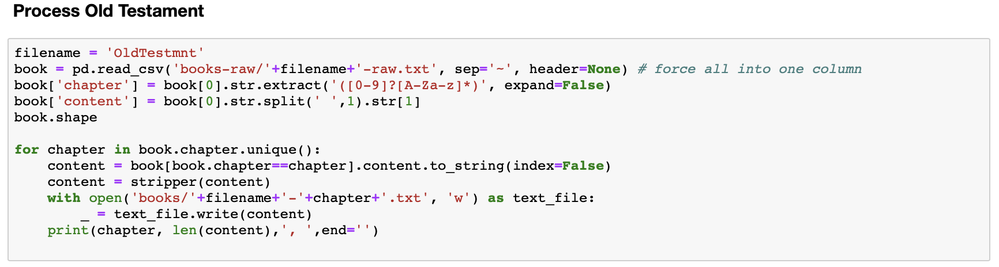 Process Old Testament
filename = 'OldTestmnt'
book = pd.read_csv('books-raw/'+filename+'-raw.txt', sep='~', header=None) # force all into one column
book['chapter'] = book[0].str.extract('([0-9]?[A-Za-z]*)', expand=False)
book['content'] = book[0].str.split(' ',1).str[1]
book.shape
for chapter in book.chapter.unique():
    content = book[book.chapter==chapter].content.to_string(index=False)
    content = stripper(content)
    with open('books/'+filename+'-'+chapter+'.txt', 'w') as text_file:
        _ = text_file.write(content)
    print(chapter, len(content),', ',end='')